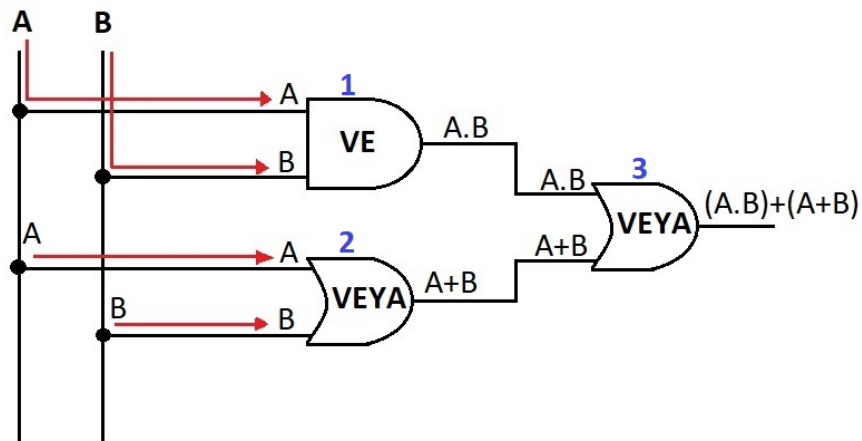 A B
A 1
VE A.B
B
A.B 3
VEYA (A.B)+(A+B)
A+B
A A 2
VEYA A+B
B B